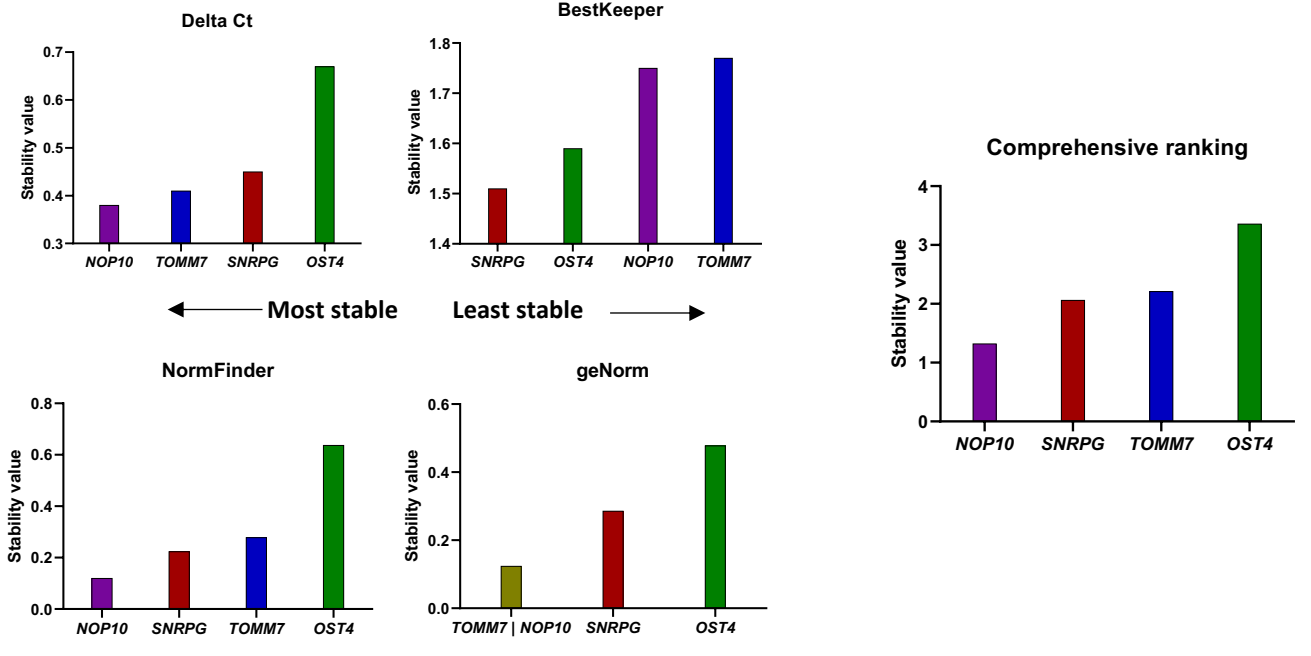 Delta Ct
Stability value
0.7
0.6
0.5
0.4
0.3
NOP10 TOMM7 SNRPG OST4
BestKeeper
Stability value
1.8
1.7
1.6
1.5
1.4
SNRPG OST4 NOP10 TOMM7
Most stable Least stable
NormFinder
Stability value
0.8
0.6
0.4
0.2
0.0
NOP10 SNRPG TOMM7 OST4
geNorm
Stability value
0.6
0.4
0.2
0.0
TOMM7 | NOP10 SNRPG OST4
Comprehensive ranking
Stability value
4
3
2
1
0
NOP10 SNRPG TOMM7 OST4